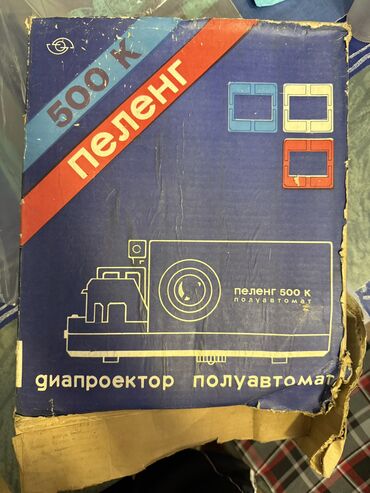 500 К
пеленг
пеленг 500 К
полуавтомат
диапроектор полуавтомат